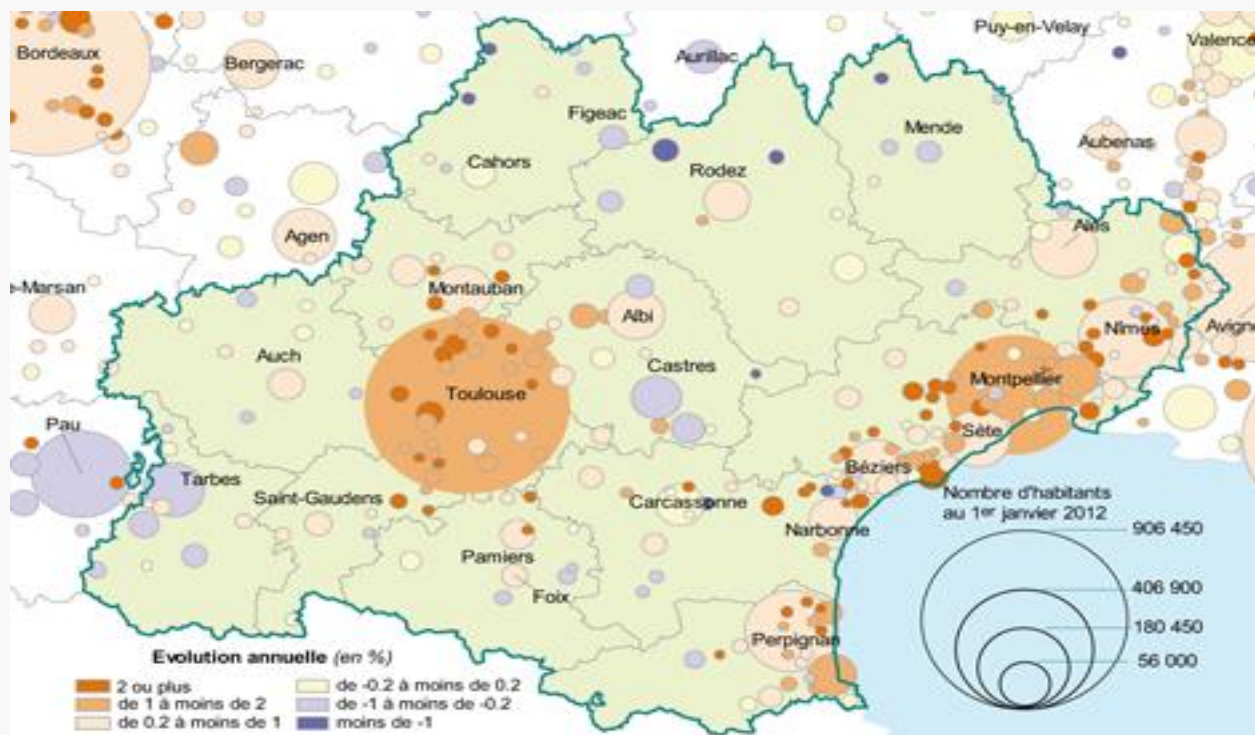 Puy-en-Velay
Bordeaux
Aurillac
Valence
Bergerac
Figeac
Mende
Aubenas
Cahors
Rodez
Agen
Alès
e-Marsan
Montauban
Albi
Nîmes
Avign
Auch
Castres
Montpellier
Toulouse
Pau
Sète
Béziers
Tarbes
Saint-Gaudens
Carcassonne
Narbonne
Pamiers
Foix
Perpignan
Nombre d'habitants
au 1er janvier 2012
906 450
406 900
180 450
56 000
Evolution annuelle (en %)
2 ou plus
de 1 à moins de 2
de 0.2 à moins de 1
de -0.2 à moins de 0.2
de -1 à moins de -0.2
moins de -1